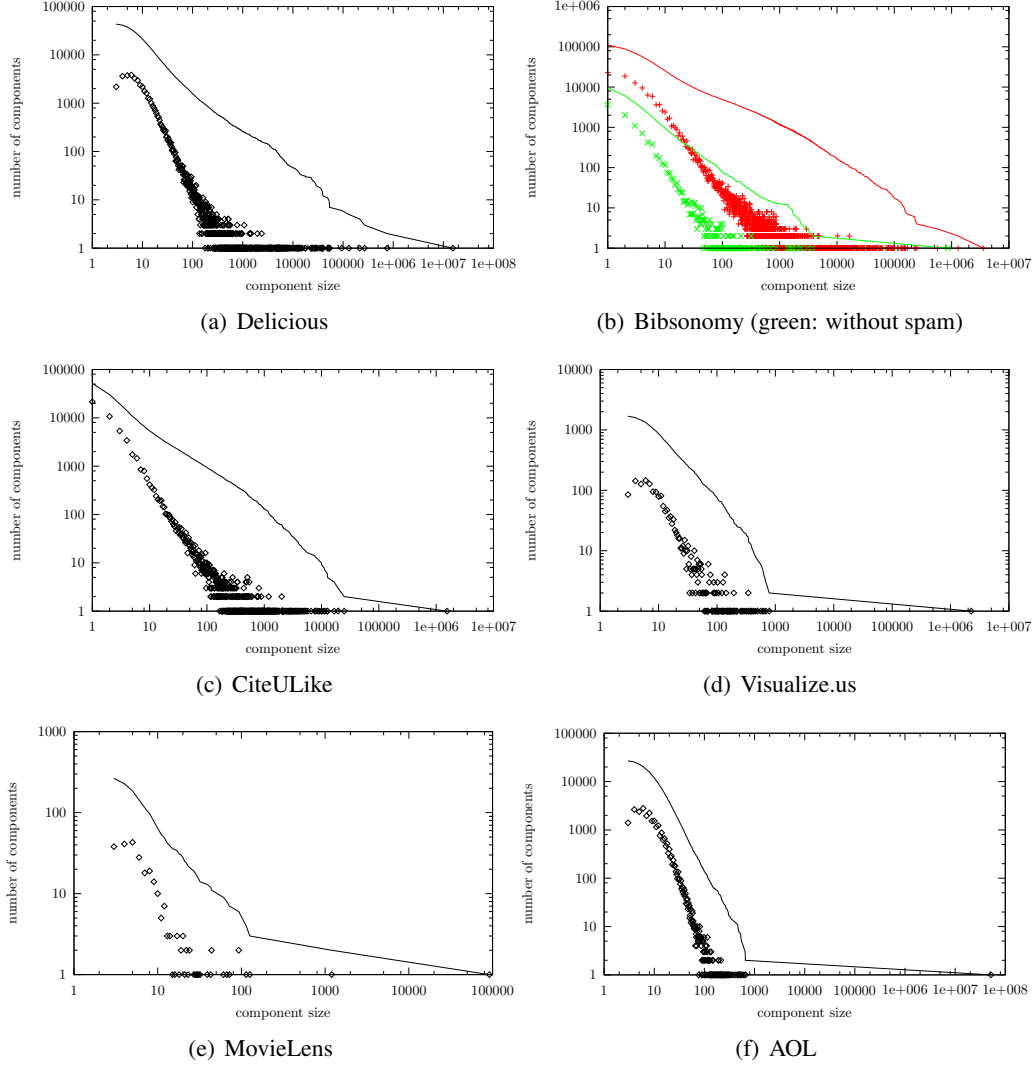 100000
10000
1000
100
10
1
number of components
1 10 100 1000 10000 100000 1e+006 1e+007 1e+008
component size
(a) Delicious
1e+006
100000
10000
1000
100
10
1
number of components
1 10 100 1000 10000 100000 1e+006 1e+007
component size
(b) Bibsonomy (green: without spam)
100000
10000
1000
100
10
1
number of components
1 10 100 1000 10000 100000 1e+006 1e+007
component size
(c) CiteULike
10000
1000
100
10
1
number of components
1 10 100 1000 10000 100000 1e+006 1e+007
component size
(d) Visualize.us
1000
100
10
1
number of components
1 10 100 1000 10000 100000
component size
(e) MovieLens
100000
10000
1000
100
10
1
number of components
1 10 100 1000 10000 100000 1e+006 1e+007 1e+008
component size
(f) AOL